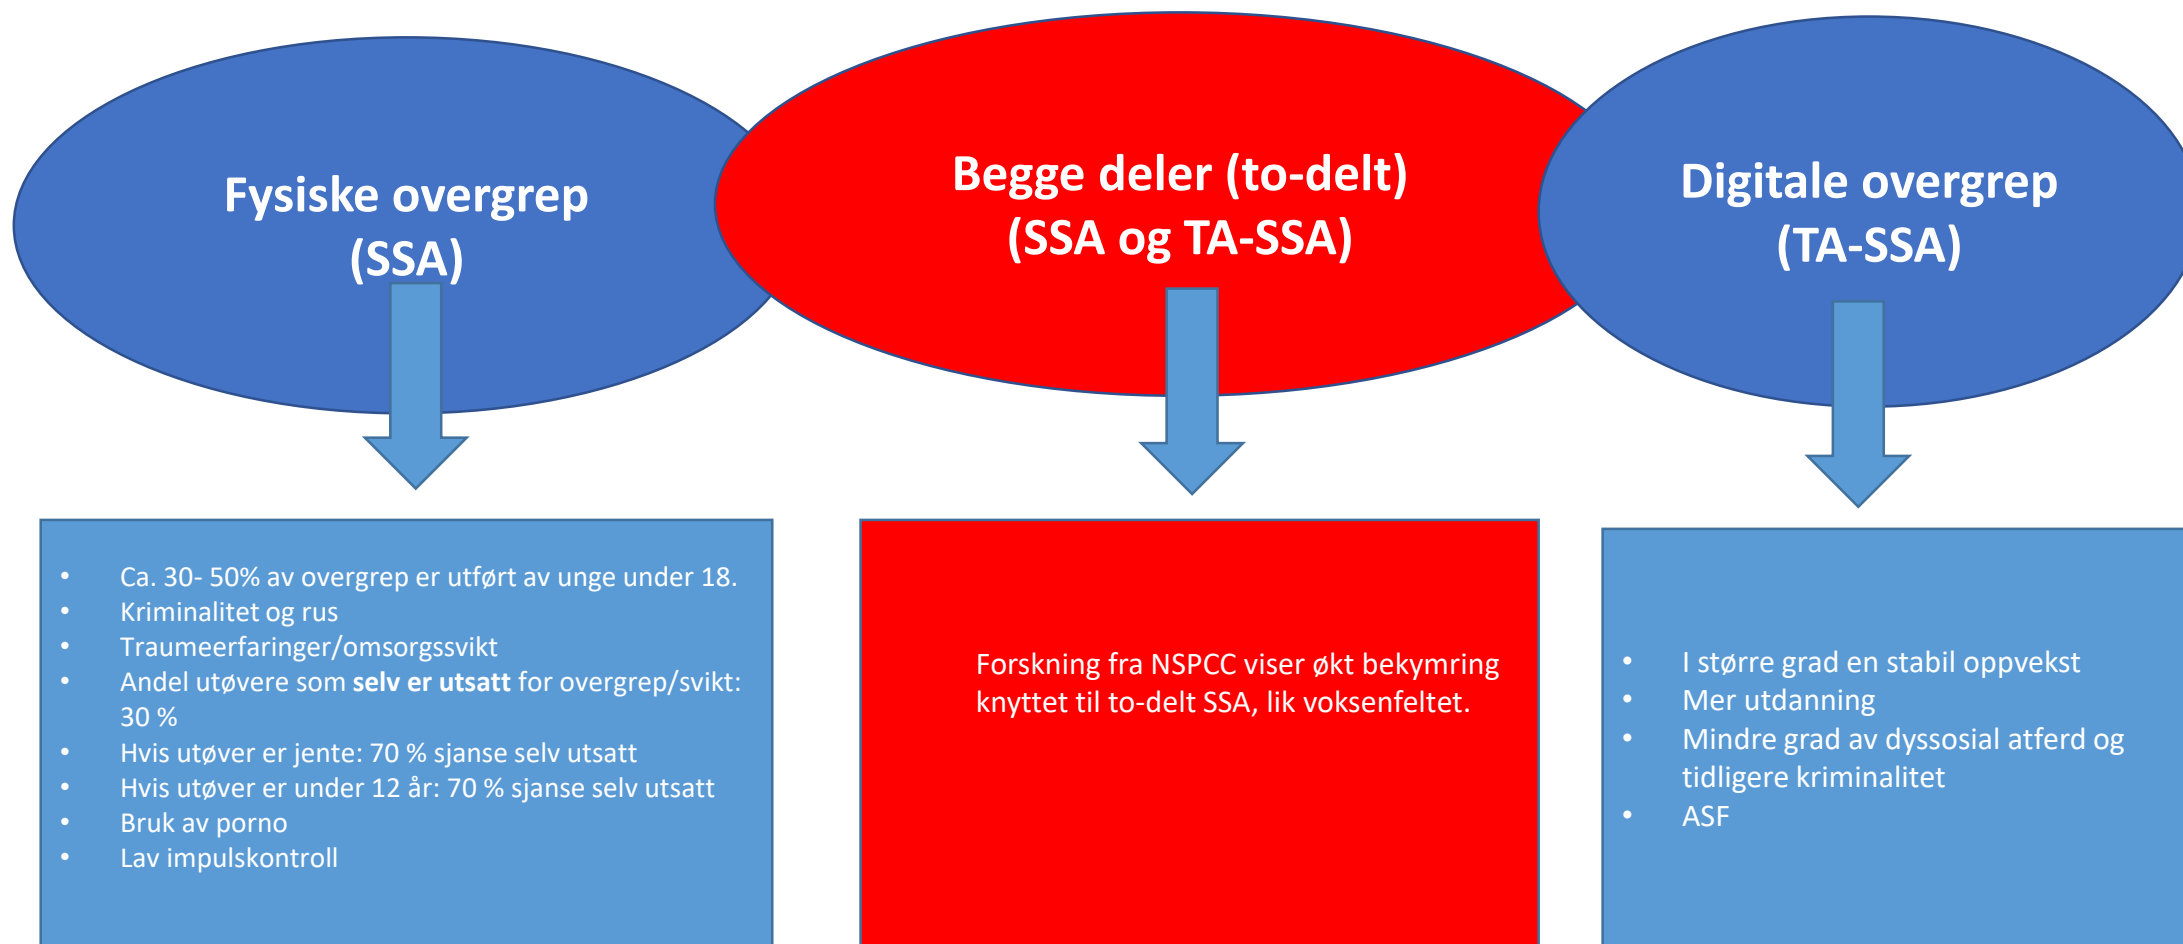 Fysiske overgrep
(SSA)
Begge deler (to-delt)
(SSA og TA-SSA)
Digitale overgrep
(TA-SSA)
• Ca. 30- 50% av overgrep er utført av unge under 18.
• Kriminalitet og rus
• Traumeerfaringer/omsorgssvikt
• Andel utøvere som selv er utsatt for overgrep/svikt:
30 %
• Hvis utøver er jente: 70 % sjanse selv utsatt
• Hvis utøver er under 12 år: 70 % sjanse selv utsatt
• Bruk av porno
• Lav impulskontroll
Forskning fra NSPCC viser økt bekymring
knyttet til to-delt SSA, lik voksenfeltet.
• I større grad en stabil oppvekst
• Mer utdanning
• Mindre grad av dyssosial atferd og
tidligere kriminalitet
• ASF